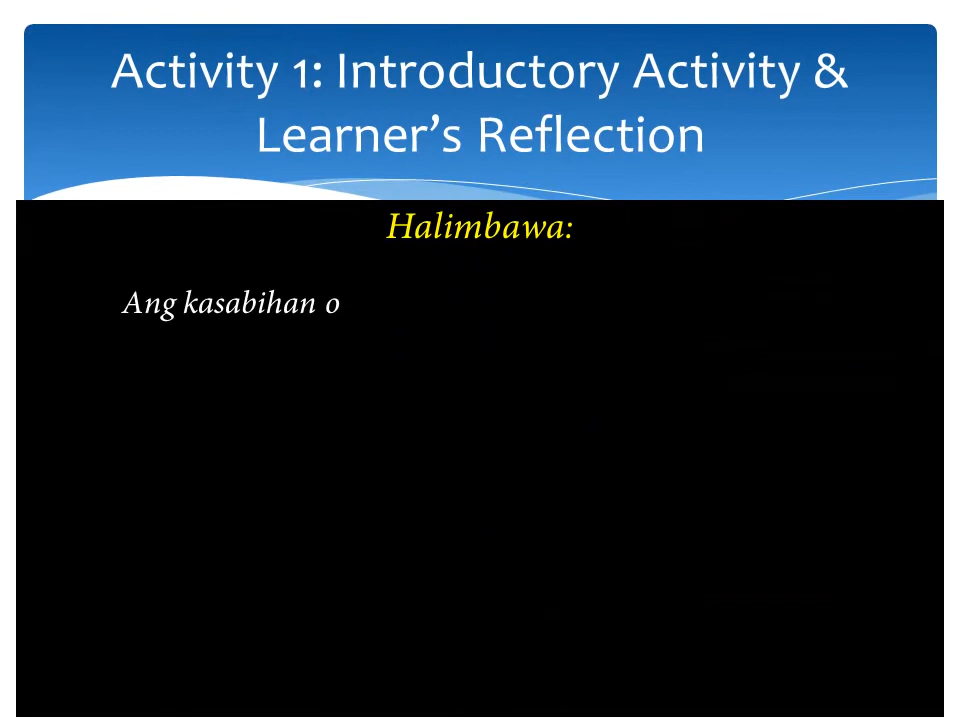 Activity 1: Introductory Activity &
Learner’s Reflection
Halimbawa:
Ang kasabihan o